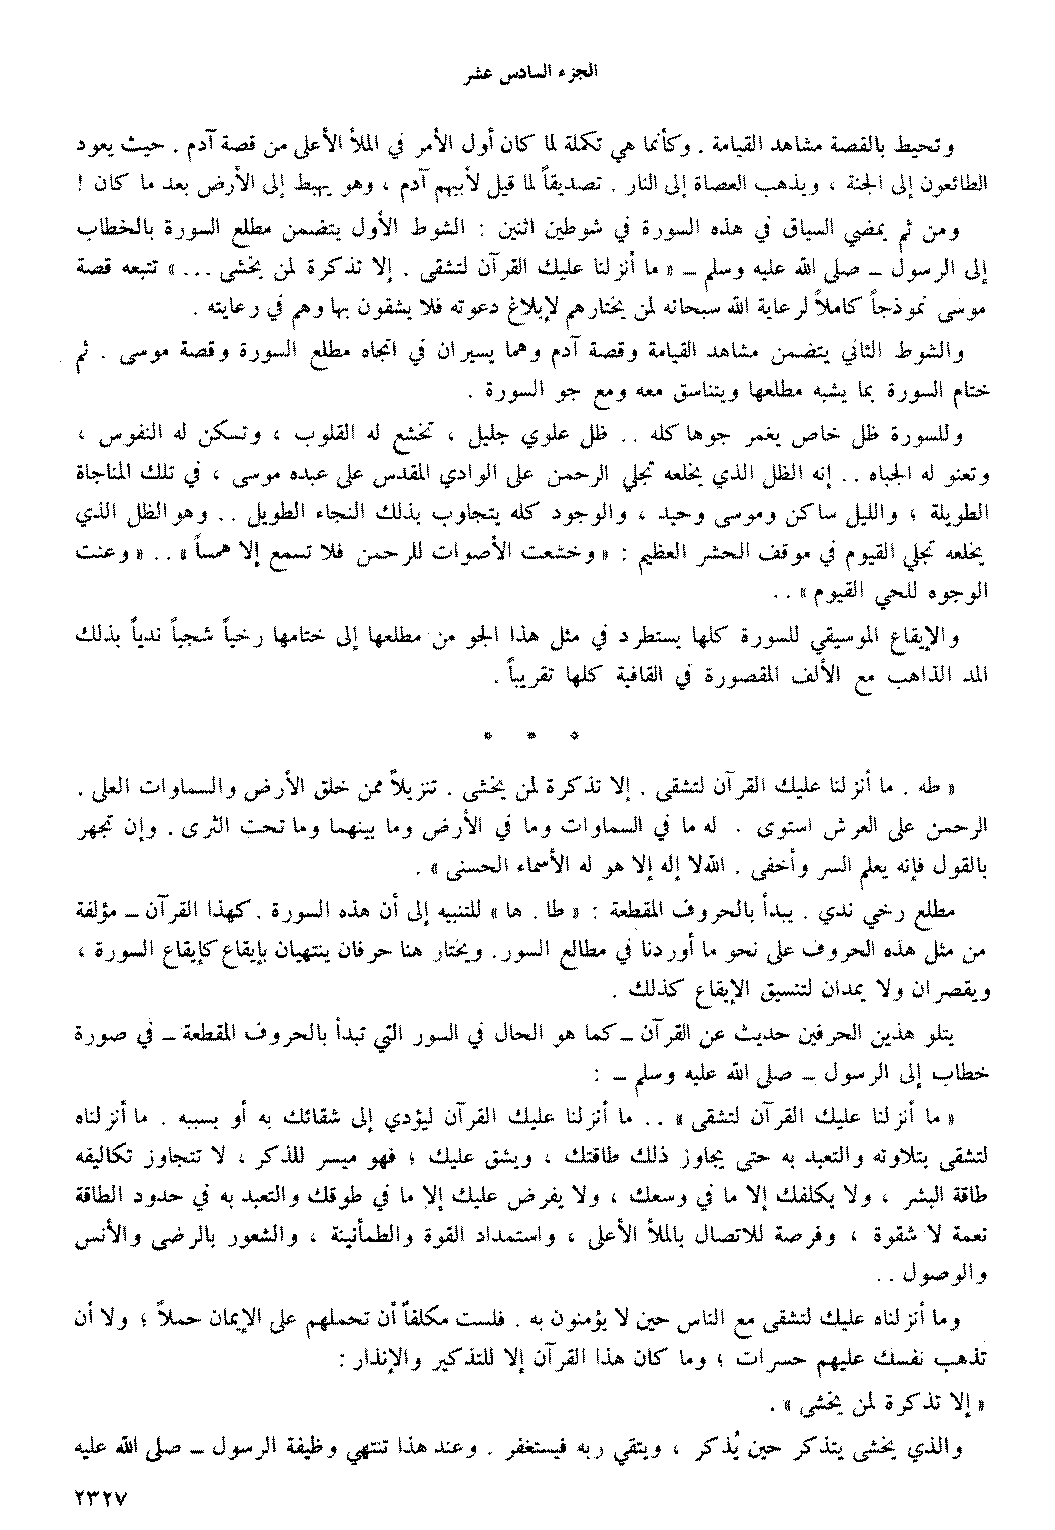 الجزء السادس عشر
وتحيط بالقصة مشاهد القيامة . وكأنما هي تكملة لما كان أول الأمر في الملأ الأعلى من قصة آدم . حيث يعود
الطائعون إلى الجنة ، ويذهب العصاة إلى النار . تصديقاً لما قيل لأبيهم آدم ، وهو يهبط إلى الأرض بعد ما كان !
ومن ثم يمضي السياق في هذه السورة في شوطين اثنين : الشوط الأول يتضمن مطلع السورة بالخطاب
إلى الرسول – صلى الله عليه وسلم – « ما أنزلنا عليك القرآن لتشقى . إلا تذكرة لمن يخشى ... » تتبعه قصة
موسى نموذجاً كاملاً لرعاية الله سبحانه لمن يختارهم لإبلاغ دعوته فلا يشقون بها وهم في رعايته .
والشوط الثاني يتضمن مشاهد القيامة وقصة آدم وهما يسيران في اتجاه مطلع السورة وقصة موسى . ثم
ختام السورة بما يشبه مطلعها ويتناسق معه ومع جو السورة .
وللسورة ظل خاص يغمر جوها كله .. ظل علوي جليل ، تخشع له القلوب ، وتسكن له النفوس ،
وتعنو له الجباه .. إنه الظل الذي يخلعه تجلي الرحمن على الوادي المقدس على عبده موسى ، في تلك المناجاة
الطويلة ؛ والليل ساكن وموسى وحيد ، والوجود كله يتجاوب بذلك النجاء الطويل .. وهو الظل الذي
يخلعه تجلي القيوم في موقف الحشر العظيم : « وخشعت الأصوات للرحمن فلا تسمع إلا همساً » .. « وعنت
الوجوه للحي القيوم » ..
والإيقاع الموسيقي للسورة كلها يستطرد في مثل هذا الجو من مطلعها إلى ختامها رخياً شجياً ندياً بذلك
المد الذاهب مع الألف المقصورة في القافية كلها تقريباً .
* * *
« طه . ما أنزلنا عليك القرآن لتشقى . إلا تذكرة لمن يخشى . تنزيلاً ممن خلق الأرض والسماوات العلى .
الرحمن على العرش استوى . له ما في السماوات وما في الأرض وما بينهما وما تحت الثرى . وإن تجهر
بالقول فإنه يعلم السر وأخفى . الله لا إله إلا هو له الأسماء الحسنى » .
مطلع رخي ندي . يبدأ بالحروف المقطعة : « طا . ها » للتنبيه إلى أن هذه السورة . كهذا القرآن – مؤلفة
من مثل هذه الحروف على نحو ما أوردنا في مطالع السور . ويختار هنا حرفان ينتهيان بإيقاع كإيقاع السورة ،
ويقصران ولا يمدان لتنسيق الإيقاع كذلك .
يتلو هذين الحرفين حديث عن القرآن – كما هو الحال في السور التي تبدأ بالحروف المقطعة – في صورة
خطاب إلى الرسول – صلى الله عليه وسلم – :
« ما أنزلنا عليك القرآن لتشقى » .. ما أنزلنا عليك القرآن ليؤدي إلى شقائك به أو بسببه . ما أنزلناه
لتشقى بتلاوته والتعبد به حتى يجاوز ذلك طاقتك ، ويشق عليك ؛ فهو ميسر للذكر ، لا تتجاوز تكاليفه
طاقة البشر ، ولا يكلفك إلا ما في وسعك ، ولا يفرض عليك إلا ما في طوقك والتعبد به في حدود الطاقة
نعمة لا شقوة ، وفرصة للاتصال بالملأ الأعلى ، واستمداد القوة والطمأنينة ، والشعور بالرضى والأنس
والوصول ..
وما أنزلناه عليك لتشقى مع الناس حين لا يؤمنون به . فلست مكلفاً أن تحملهم على الإيمان حملاً ؛ ولا أن
تذهب نفسك عليهم حسرات ؛ وما كان هذا القرآن إلا للتذكير والإنذار :
« إلا تذكرة لمن يخشى » .
والذي يخشى يتذكر حين يُذكر ، ويتقي ربه فيستغفر . وعند هذا تنتهي وظيفة الرسول – صلى الله عليه
٢٣٢٧